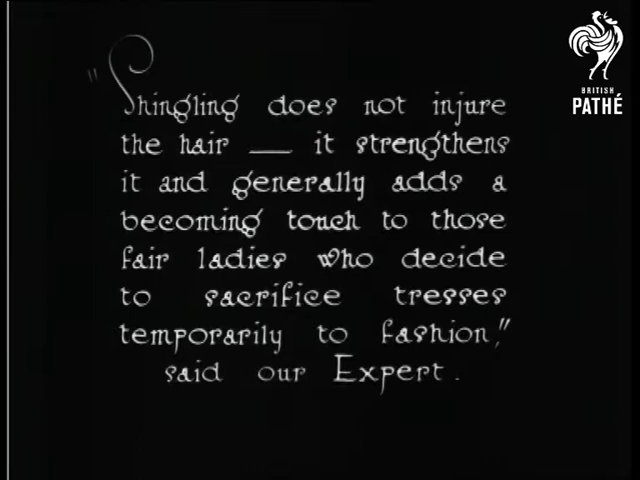 BRITISH
PATHÉ
"Shingling does not injure
the hair — it strengthens
it and generally adds a
becoming touch to those
fair ladies who decide
to sacrifice tresses
temporarily to fashion,"
said our Expert.